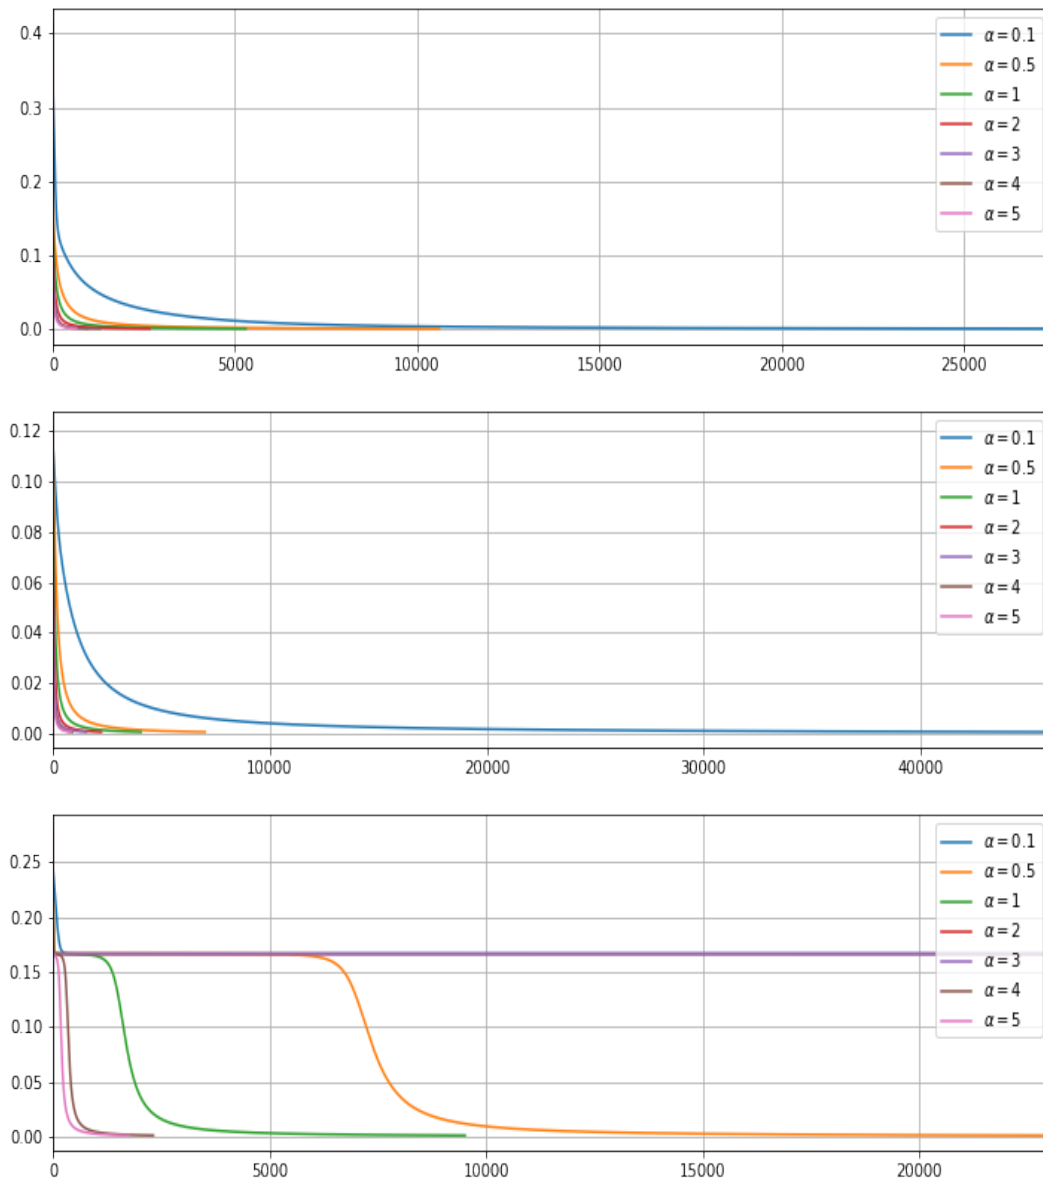 0.4
0.3
0.2
0.1
0.0
0 5000 10000 15000 20000 25000
α = 0.1
α = 0.5
α = 1
α = 2
α = 3
α = 4
α = 5
0.12
0.10
0.08
0.06
0.04
0.02
0.00
0 10000 20000 30000 40000
α = 0.1
α = 0.5
α = 1
α = 2
α = 3
α = 4
α = 5
0.25
0.20
0.15
0.10
0.05
0.00
0 5000 10000 15000 20000
α = 0.1
α = 0.5
α = 1
α = 2
α = 3
α = 4
α = 5